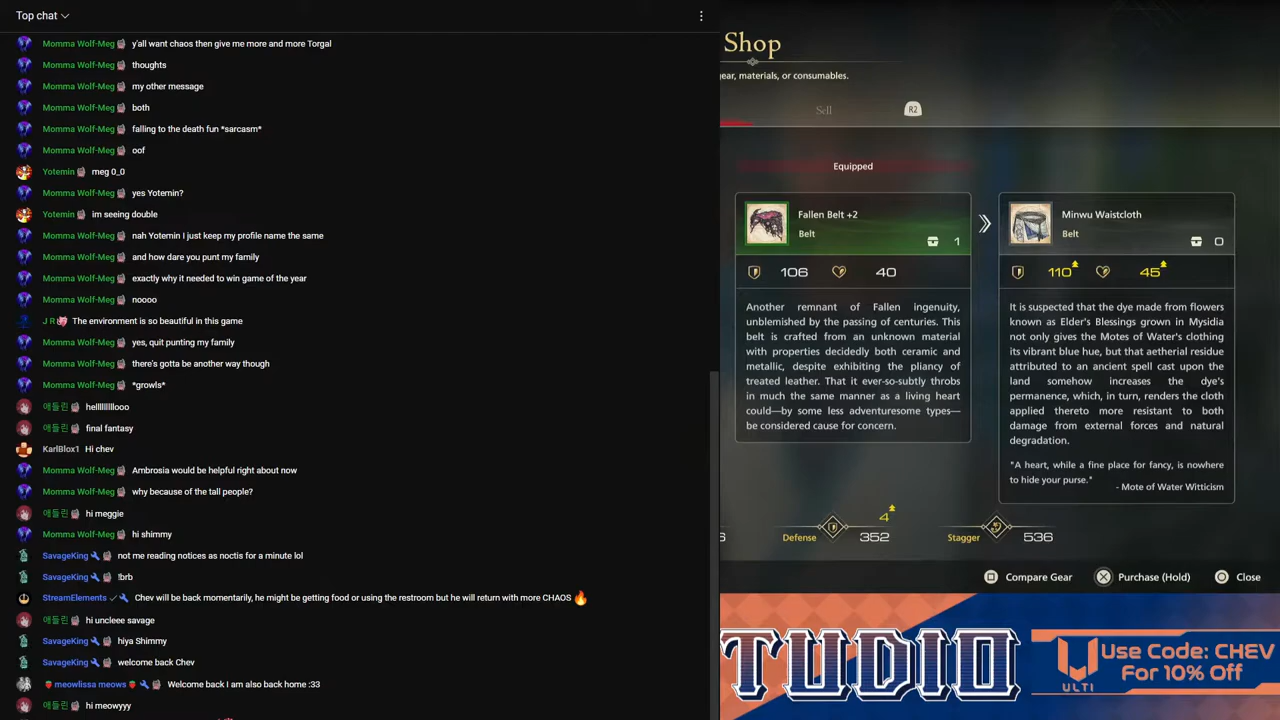 Top chat
Momma Wolf-Meg y'all want chaos then give me more and more Torgal
Momma Wolf-Meg thoughts
Momma Wolf-Meg my other message
Momma Wolf-Meg both
Momma Wolf-Meg falling to the death fun *sarcasm*
Momma Wolf-Meg oof
Yotemin meg 0_0
Momma Wolf-Meg yes Yotemin?
Yotemin im seeing double
Momma Wolf-Meg nah Yotemin I just keep my profile name the same
Momma Wolf-Meg and how dare you punt my family
Momma Wolf-Meg exactly why it needed to win game of the year
Momma Wolf-Meg noooo
J R The environment is so beautiful in this game
Momma Wolf-Meg yes, quit punting my family
Momma Wolf-Meg there's gotta be another way though
Momma Wolf-Meg *growls*
애들린 helllllllllooo
애들린 final fantasy
KarlBlox1 Hi chev
Momma Wolf-Meg Ambrosia would be helpful right about now
Momma Wolf-Meg why because of the tall people?
애들린 hi meggie
Momma Wolf-Meg hi shimmy
SavageKing not me reading notices as noctis for a minute lol
SavageKing !brb
StreamElements Chev will be back momentarily, he might be getting food or using the restroom but he will return with more CHAOS
애들린 hi uncleee savage
SavageKing hiya Shimmy
SavageKing welcome back Chev
meowlissa meows Welcome back I am also back home :33
애들린 hi meowyyy
Shop
gear, materials, or consumables.
Sell R2
Equipped
Fallen Belt +2
Belt
1
106 40
Another remnant of Fallen ingenuity,
unblemished by the passing of centuries. This
belt is crafted from an unknown material
with properties decidedly both ceramic and
metallic, despite exhibiting the pliancy of
treated leather. That it ever-so-subtly throbs
in much the same manner as a living heart
could—by some less adventuresome types—
be considered cause for concern.
Minwu Waistcloth
Belt
0
110 45
It is suspected that the dye made from flowers
known as Elder's Blessings grown in Mysidia
not only gives the Motes of Water's clothing
its vibrant blue hue, but that aetherial residue
attributed to an ancient spell cast upon the
land somehow increases the dye's
permanence, which, in turn, renders the cloth
applied thereto more resistant to both
damage from external forces and natural
degradation.
"A heart, while a fine place for fancy, is nowhere
to hide your purse."
- Mote of Water Witticism
6 Defense 4 352 Stagger 536
Compare Gear Purchase (Hold) Close
TUDIO
ULTI
Use Code: CHEV
For 10% Off